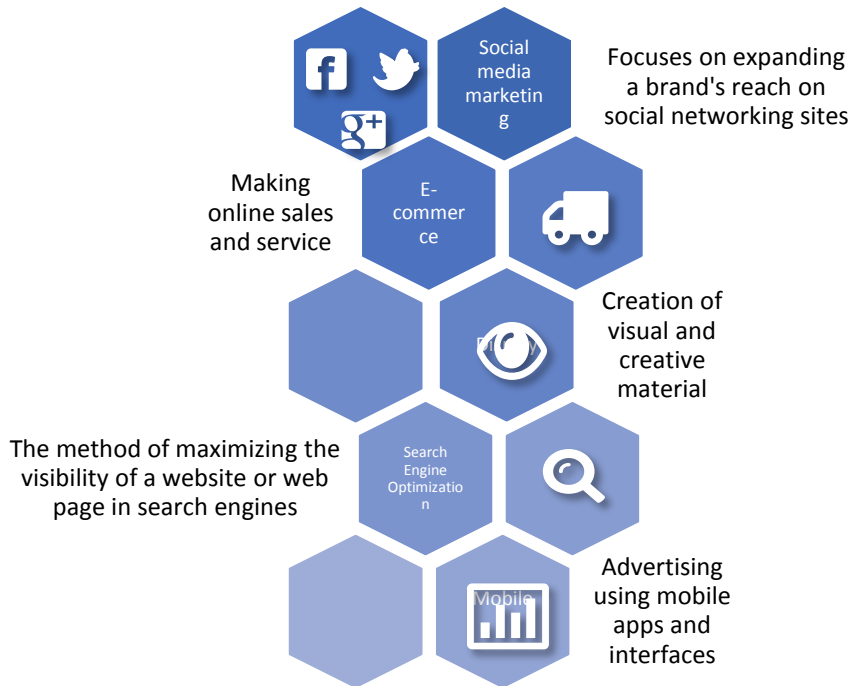 Social
media
marketin
g
Focuses on expanding
a brand's reach on
social networking sites
Making
online sales
and service
E-
commer
ce
Creation of
visual and
creative
material
The method of maximizing the
visibility of a website or web
page in search engines
Search
Engine
Optimizatio
n
Mobile
Advertising
using mobile
apps and
interfaces